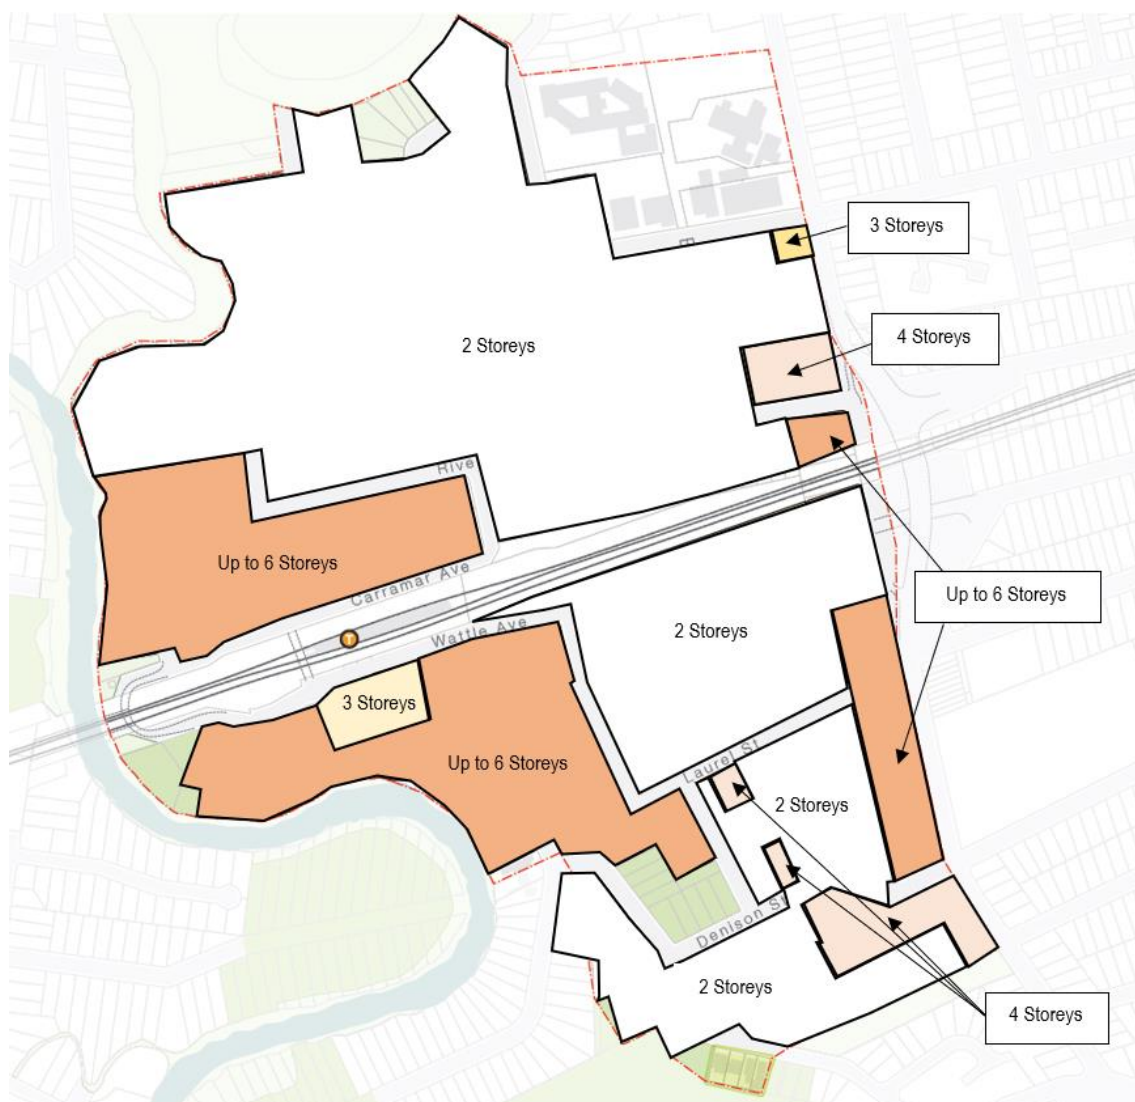 3 Storeys
4 Storeys
2 Storeys
Rive
Up to 6 Storeys
Carramar Ave
T
Wattle Ave
2 Storeys
Up to 6 Storeys
3 Storeys
Up to 6 Storeys
Laurel St
2 Storeys
Denison St
2 Storeys
4 Storeys